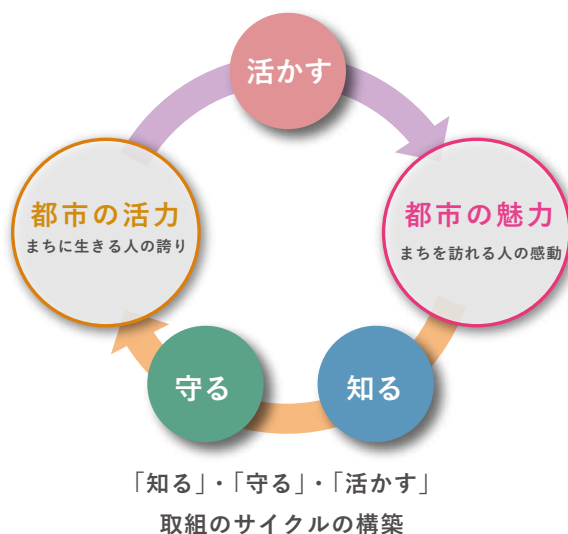 活かす
都市の活力
まちに生きる人の誇り
都市の魅力
まちを訪れる人の感動
守る
知る
「知る」・「守る」・「活かす」
取組のサイクルの構築